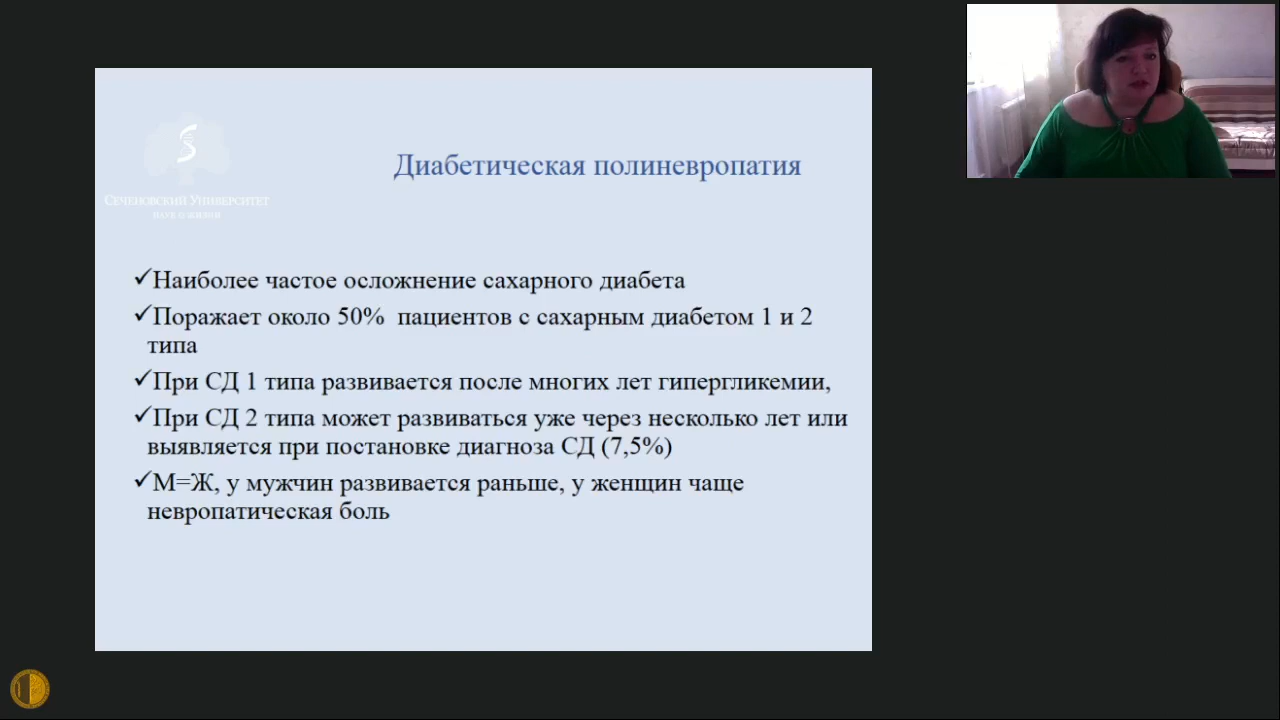 Диабетическая полиневропатия
СЕЧЕНОВСКИЙ УНИВЕРСИТЕТ
НАУК О ЖИЗНИ
✓Наиболее частое осложнение сахарного диабета
✓Поражает около 50% пациентов с сахарным диабетом 1 и 2
типа
✓При СД 1 типа развивается после многих лет гипергликемии,
✓При СД 2 типа может развиваться уже через несколько лет или
выявляется при постановке диагноза СД (7,5%)
✓М=Ж, у мужчин развивается раньше, у женщин чаще
невропатическая боль